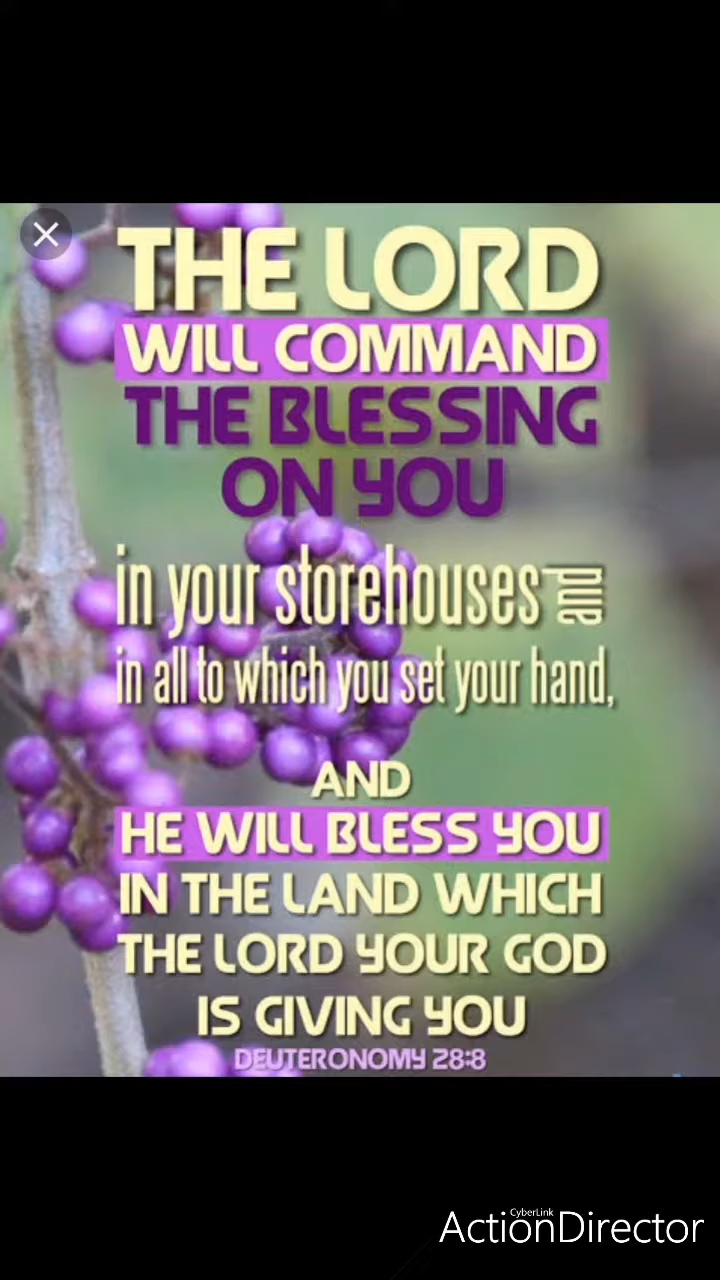 THE LORD
WILL COMMAND
THE BLESSING
ON YOU
in your storehouses and
in all to which you set your hand,
AND
HE WILL BLESS YOU
IN THE LAND WHICH
THE LORD YOUR GOD
IS GIVING YOU
DEUTERONOMY 28:8
CyberLink
ActionDirector